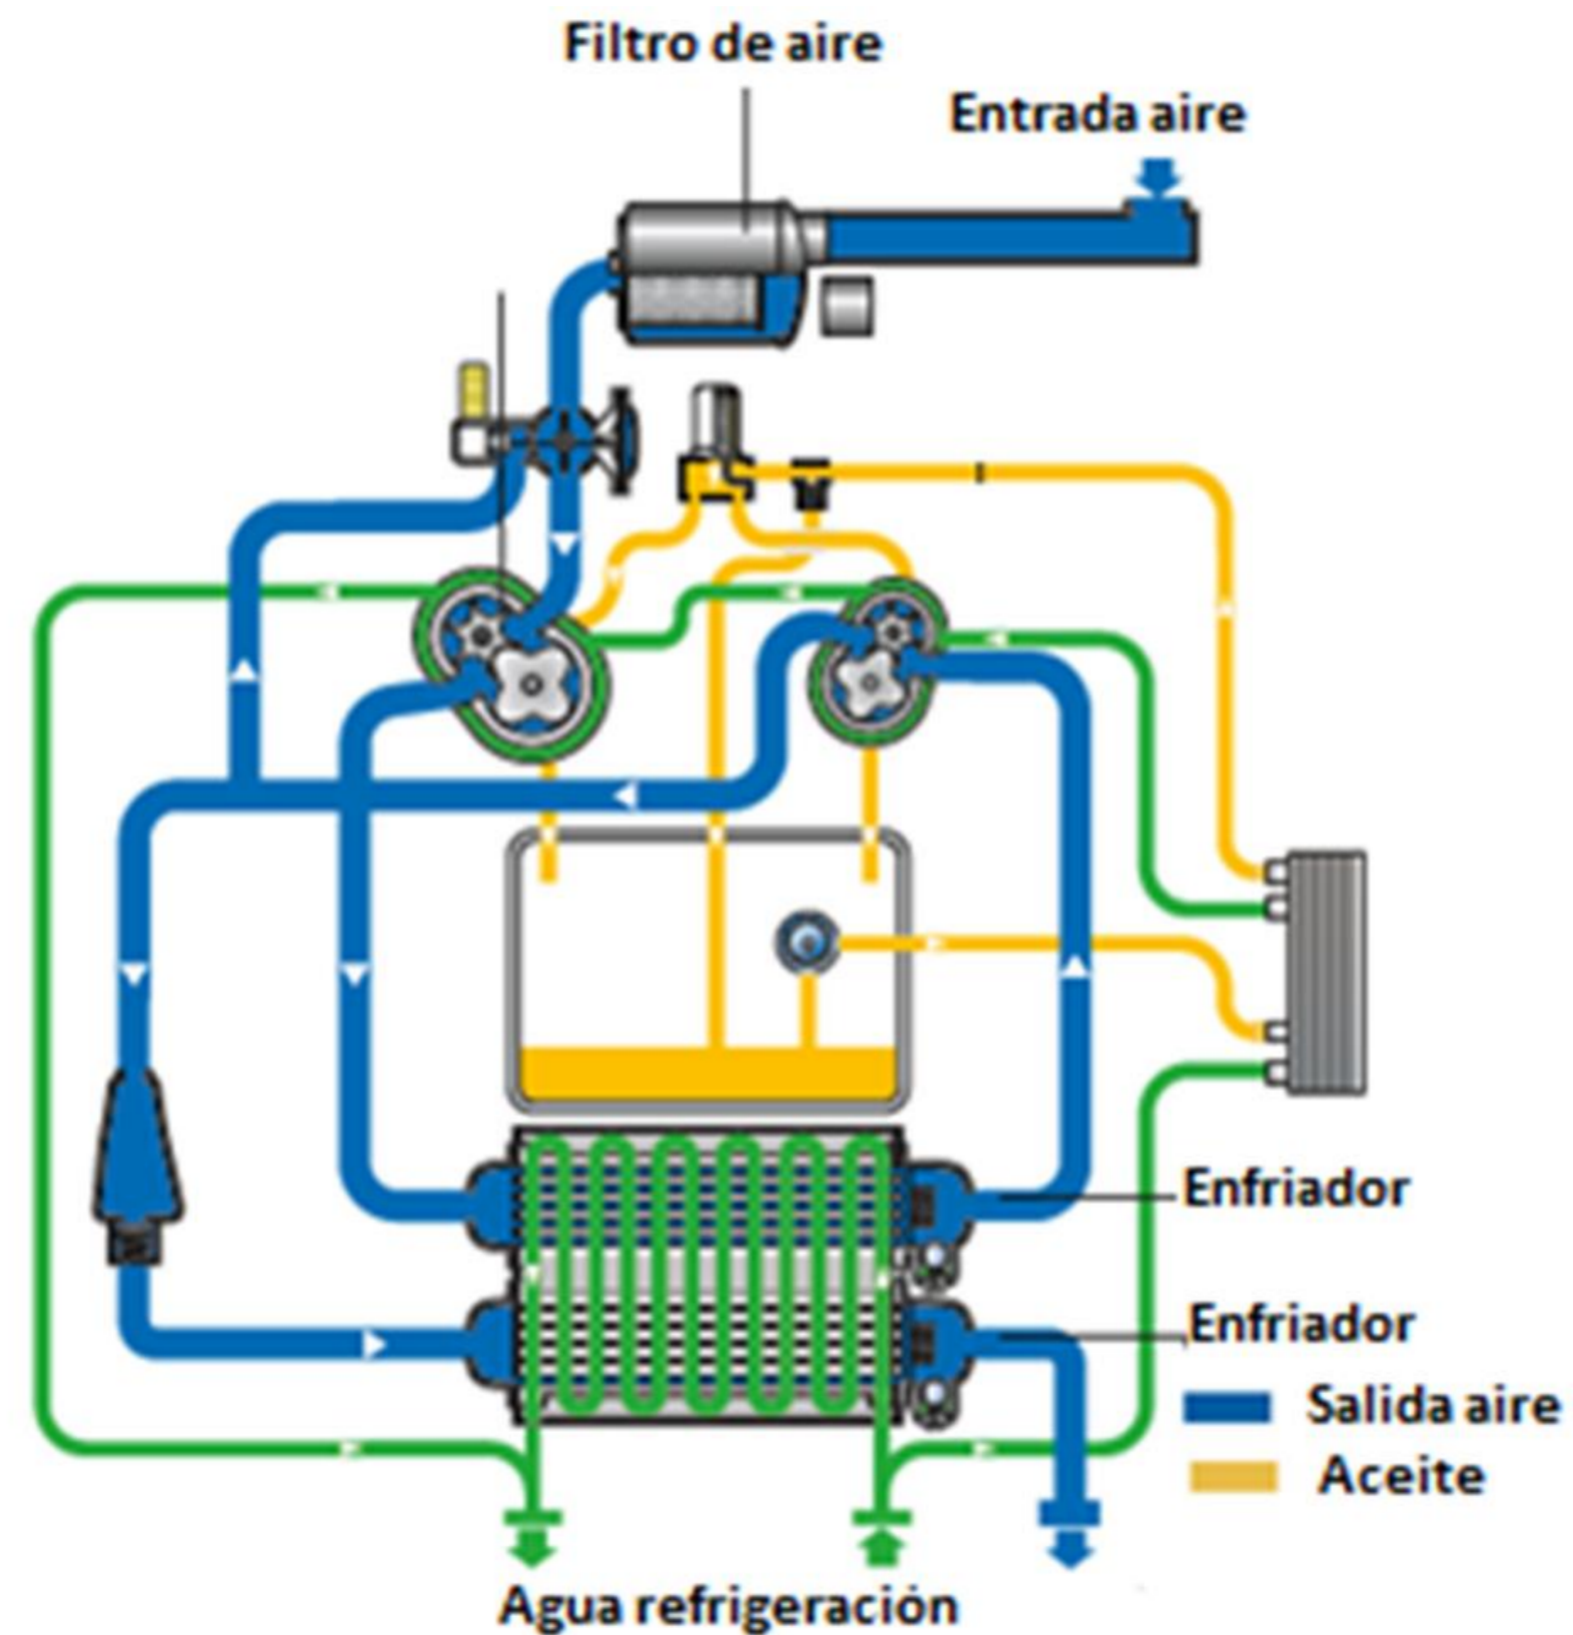 Filtro de aire
Entrada aire
Enfriador
Enfriador
Salida aire
Aceite
Agua refrigeración